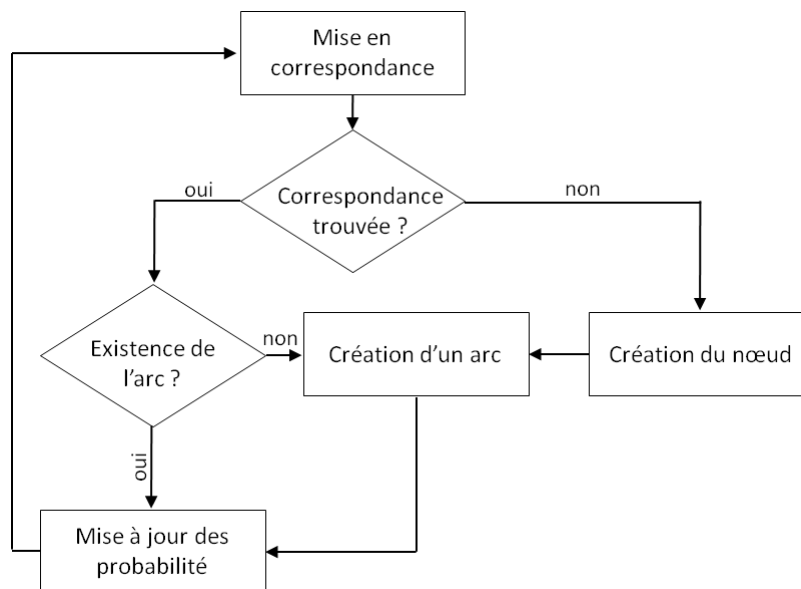 Mise en
correspondance
oui
Correspondance
trouvée ?
non
Existence de
l'arc ?
non
Création d'un arc
Création du nœud
oui
Mise à jour des
probabilité